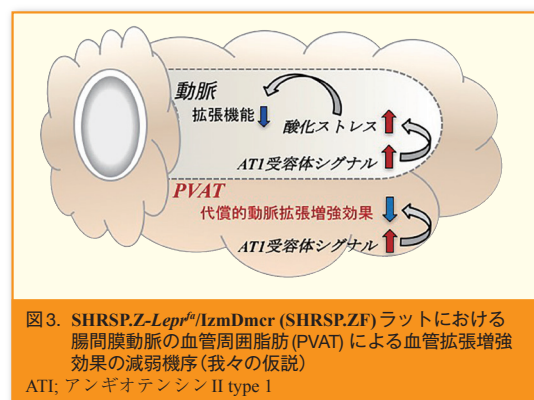 動脈
拡張機能
酸化ストレス
AT1受容体シグナル
PVAT
代償的動脈拡張増強効果
AT1受容体シグナル
図3. SHRSP.Z-Leprfa/IzmDmcr (SHRSP.ZF)ラットにおける
腸間膜動脈の血管周囲脂肪(PVAT) による血管拡張増強
効果の減弱機序(我々の仮説)
ATI; アンギオテンシンII type 1